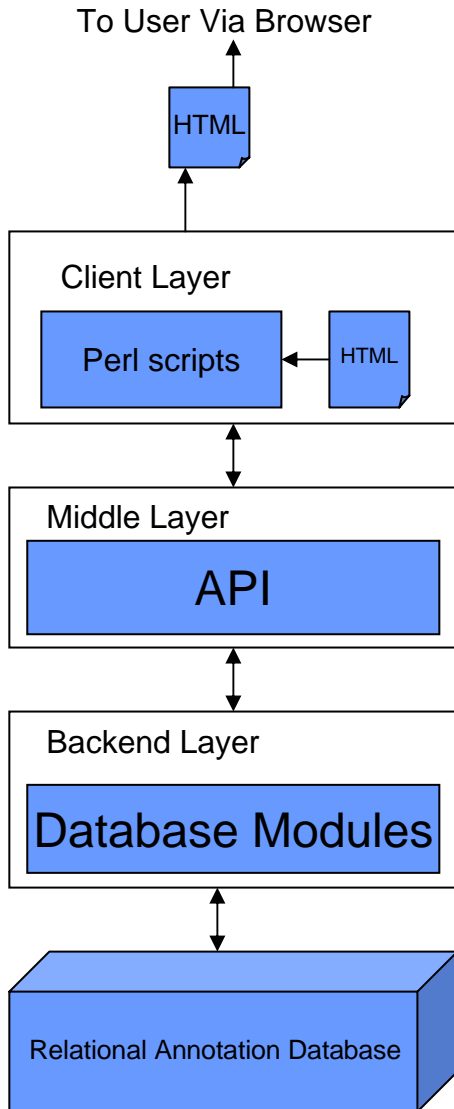 To User Via Browser
HTML
Client Layer
Perl scripts
HTML
Middle Layer
API
Backend Layer
Database Modules
Relational Annotation Database